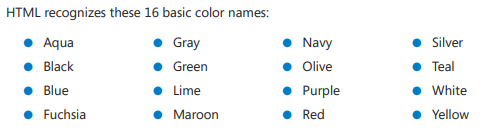 HTML recognizes these 16 basic color names:
● Aqua ● Gray ● Navy ● Silver
● Black ● Green ● Olive ● Teal
● Blue ● Lime ● Purple ● White
● Fuchsia ● Maroon ● Red ● Yellow